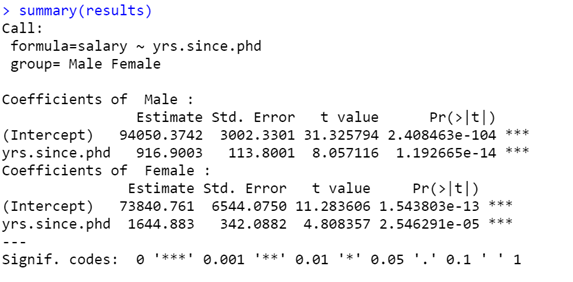 > summary(results)
Call:
formula=salary ~ yrs.since.phd
group= Male Female
Coefficients of Male :
Estimate Std. Error t value Pr(>|t|)
(Intercept) 94050.3742 3002.3301 31.325794 2.408463e-104 ***
yrs.since.phd 916.9003 113.8001 8.057116 1.192665e-14 ***
Coefficients of Female :
Estimate Std. Error t value Pr(>|t|)
(Intercept) 73840.761 6544.0750 11.283606 1.543803e-13 ***
yrs.since.phd 1644.883 342.0882 4.808357 2.546291e-05 ***
---
Signif. codes: 0 '***' 0.001 '**' 0.01 '*' 0.05 '.' 0.1 ' ' 1